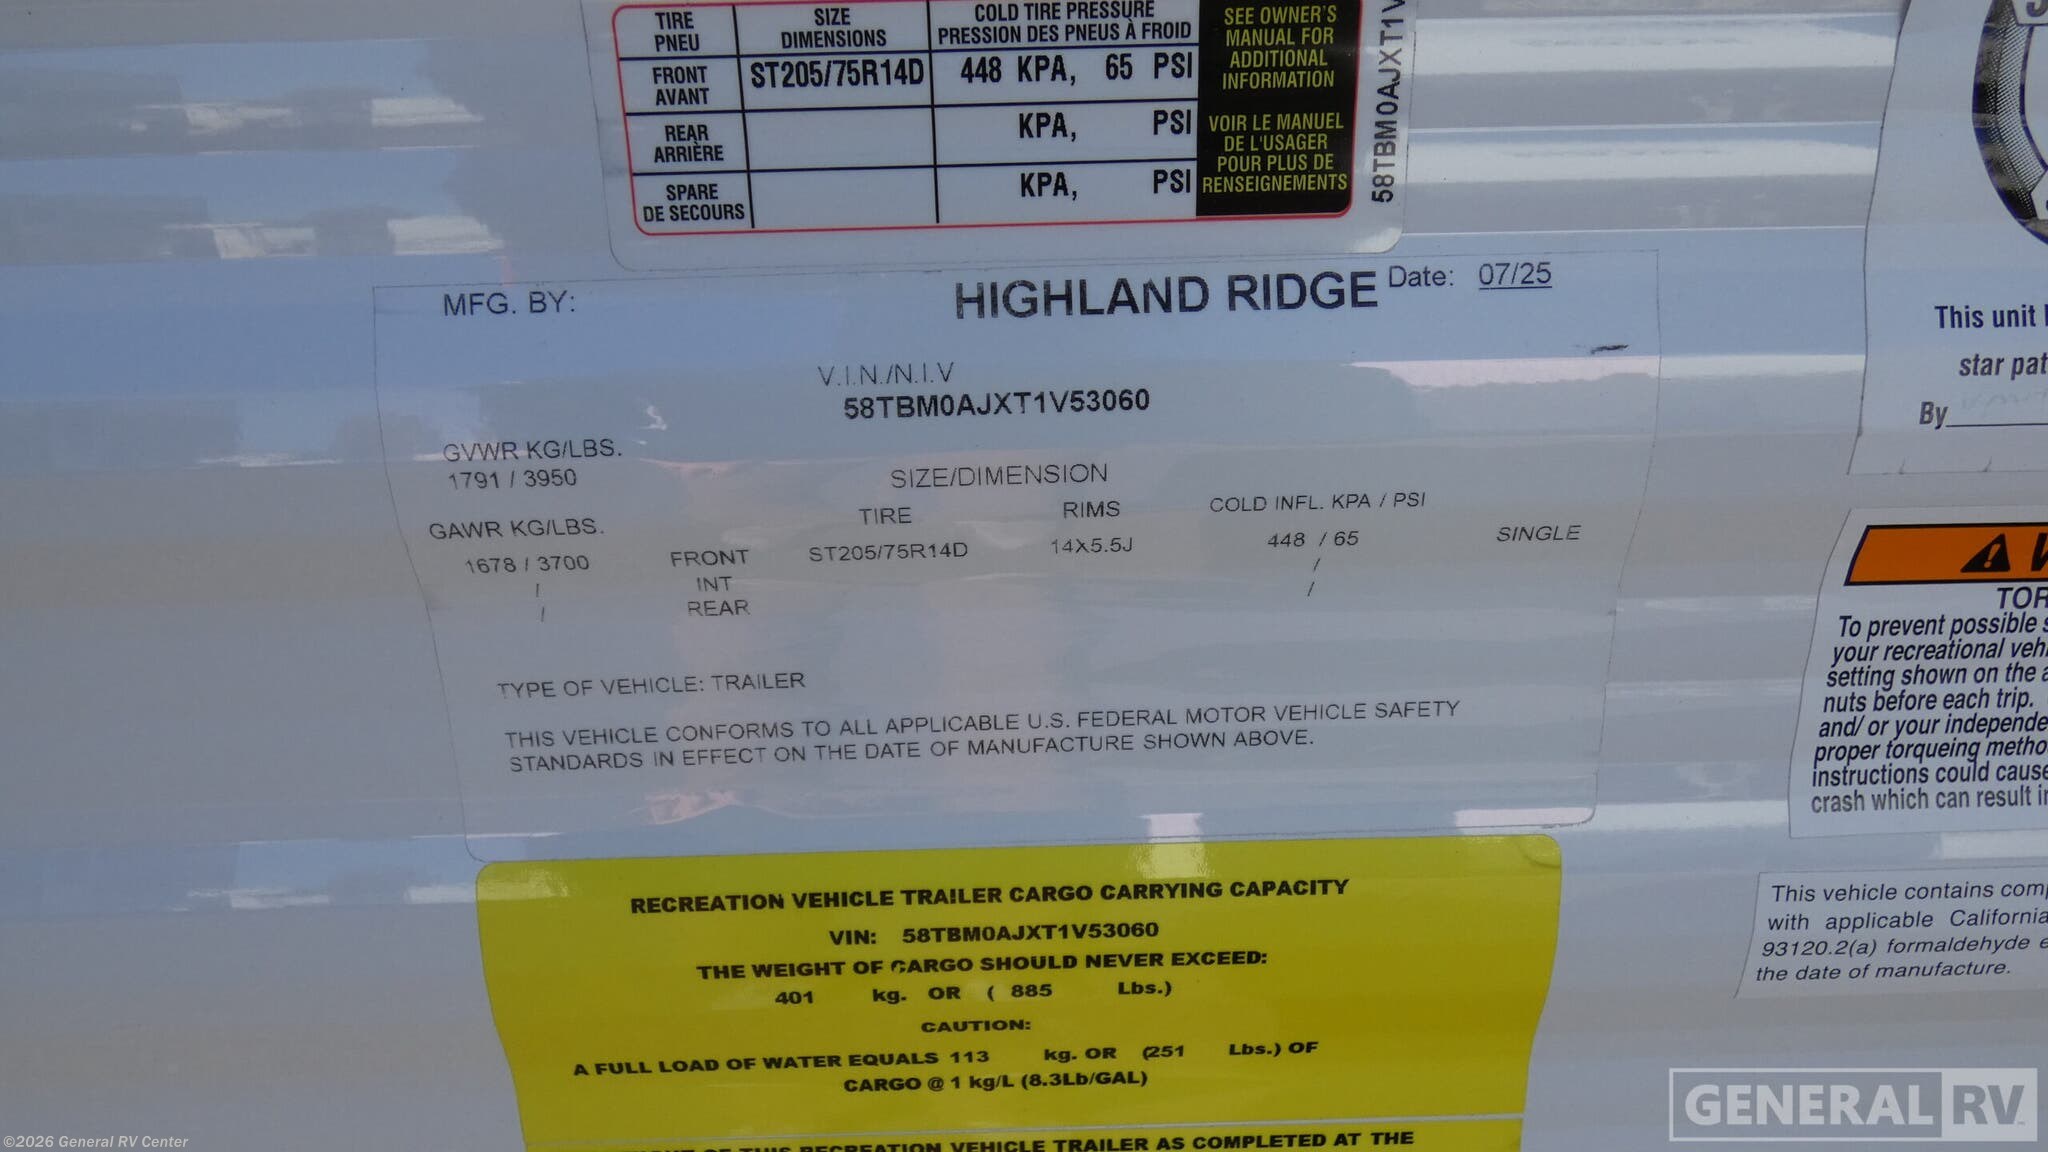 TIRE PNEU
SIZE DIMENSIONS
COLD TIRE PRESSURE
PRESSION DES PNEUS À FROID
FRONT AVANT ST205/75R14D 448 KPA, 65 PSI
REAR ARRIÈRE KPA, PSI
SPARE DE SECOURS KPA, PSI
SEE OWNER'S
MANUAL FOR
ADDITIONAL
INFORMATION
VOIR LE MANUEL
DE L'USAGER
POUR PLUS DE
RENSEIGNEMENTS
58TBM0AJXT1V
MFG. BY: HIGHLAND RIDGE Date: 07/25
V.I.N./N.I.V
58TBM0AJXT1V53060
GVWR KG/LBS.
1791 / 3950
SIZE/DIMENSION
GAWR KG/LBS. TIRE RIMS COLD INFL. KPA / PSI
1678 / 3700 FRONT ST205/75R14D 14X5.5J 448 / 65 SINGLE
/ INT /
/ REAR /
TYPE OF VEHICLE: TRAILER
THIS VEHICLE CONFORMS TO ALL APPLICABLE U.S. FEDERAL MOTOR VEHICLE SAFETY
STANDARDS IN EFFECT ON THE DATE OF MANUFACTURE SHOWN ABOVE.
RECREATION VEHICLE TRAILER CARGO CARRYING CAPACITY
VIN: 58TBM0AJXT1V53060
THE WEIGHT OF CARGO SHOULD NEVER EXCEED:
401 kg. OR ( 885 Lbs.)
CAUTION:
A FULL LOAD OF WATER EQUALS 113 kg. OR (251 Lbs.) OF
CARGO @ 1 kg/L (8.3Lb/GAL)
RECREATION VEHICLE TRAILER AS COMPLETED AT THE
This unit
star pat
By
TOR
To prevent possible s
your recreational vehi
setting shown on the a
nuts before each trip.
and/ or your independe
proper torqueing metho
instructions could cause
crash which can result in
This vehicle contains com
with applicable California
93120.2(a) formaldehyde e
the date of manufacture.
GENERAL RV
©2026 General RV Center